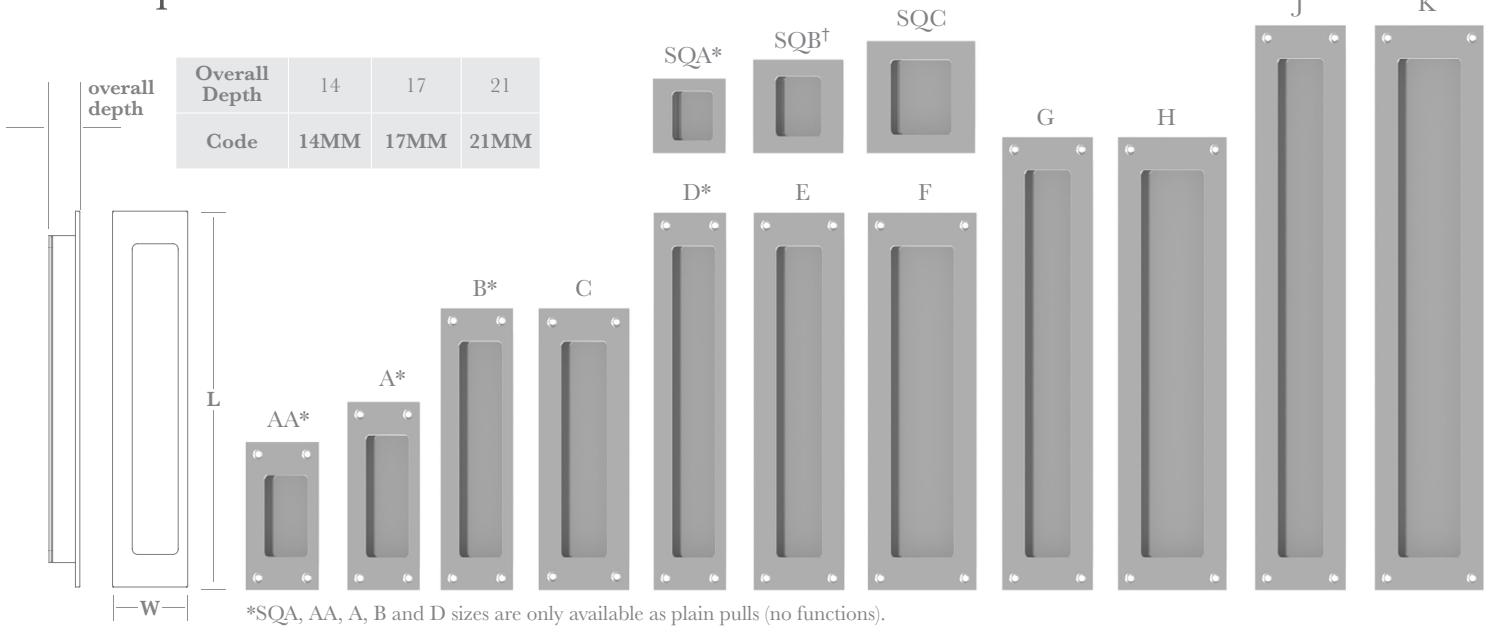 J
K
SQC
SQB†
SQA*
overall
depth
Overall
Depth
14
17
21
Code
14MM
17MM
21MM
G
H
D*
E
F
B*
C
A*
AA*
L
W
*SQA, AA, A, B and D sizes are only available as plain pulls (no functions).